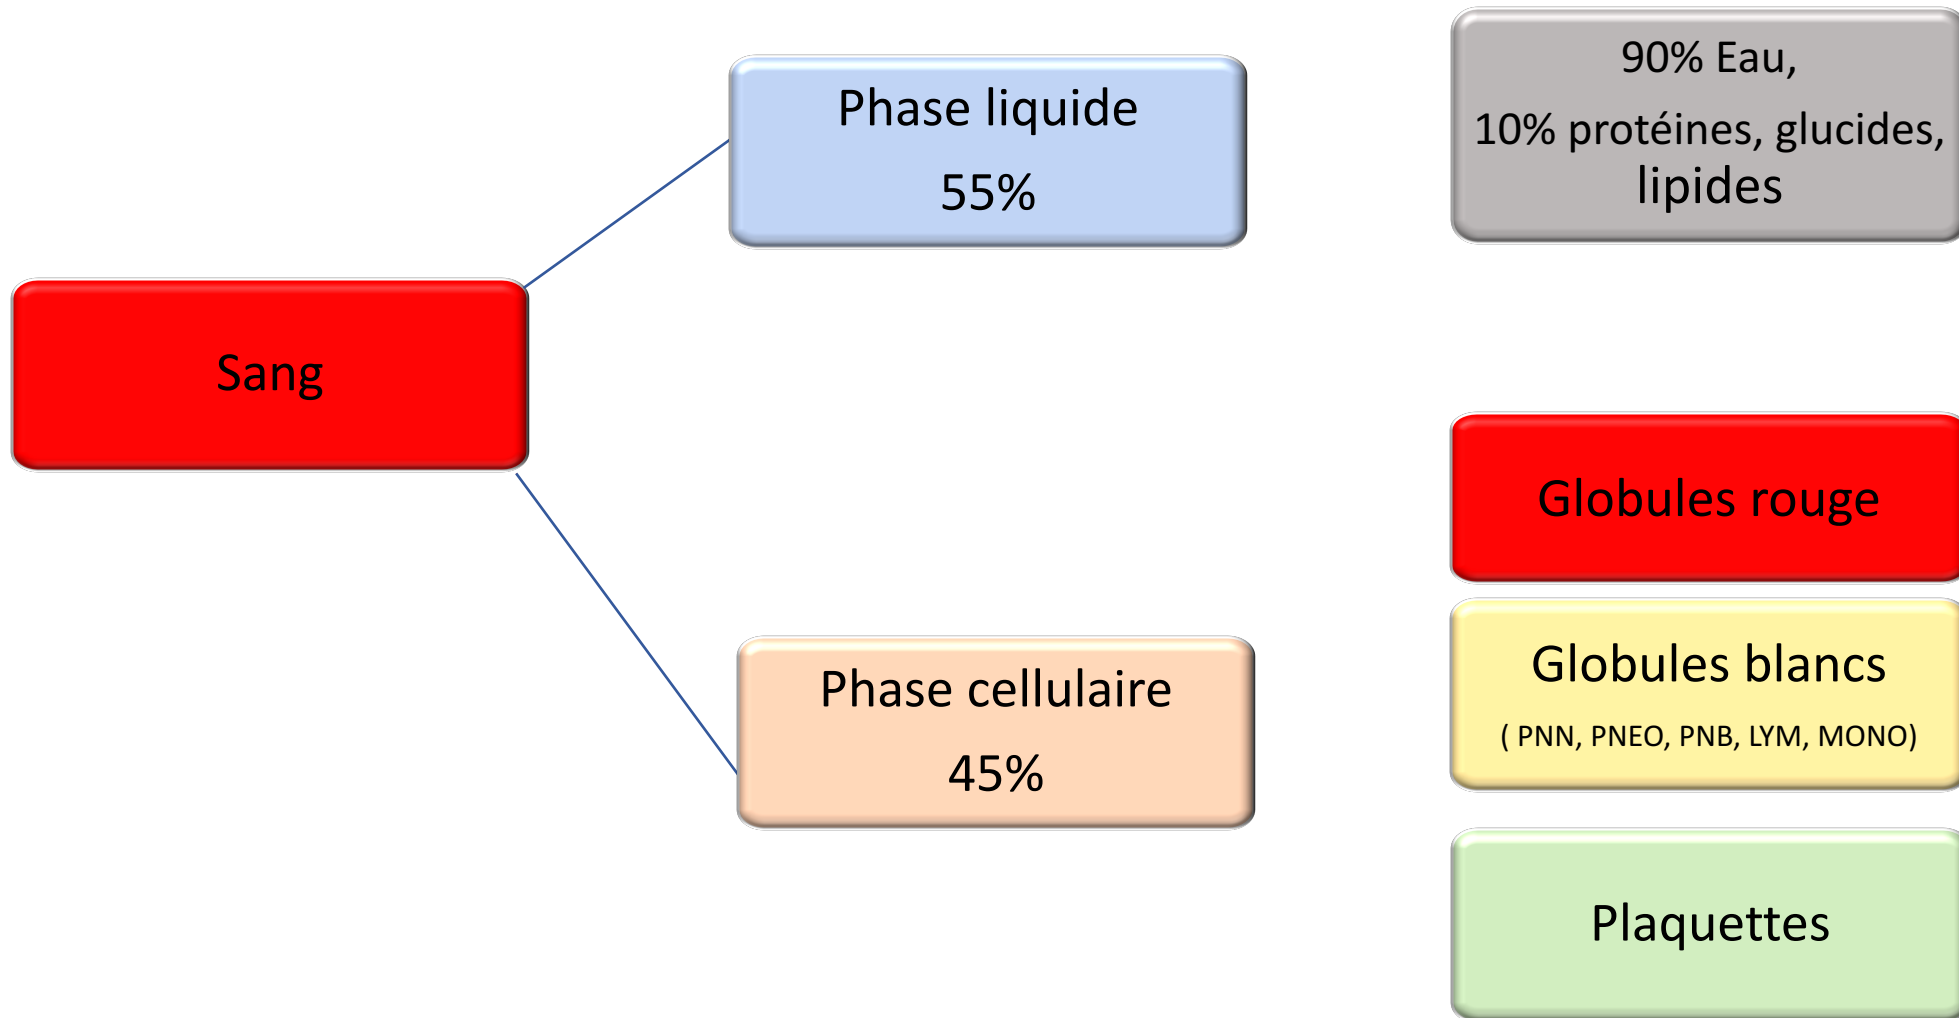 Sang
Phase liquide
55%
90% Eau,
10% protéines, glucides,
lipides
Phase cellulaire
45%
Globules rouge
Globules blancs
( PNN, PNEO, PNB, LYM, MONO)
Plaquettes